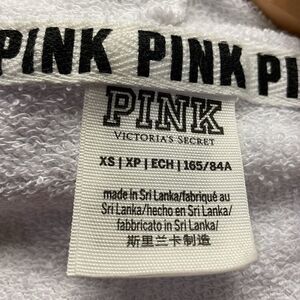 PINK PINK PI
PINK
VICTORIA'S SECRET
XS | XP | ECH | 165/84A
made in Sri Lanka/fabriqué au
Sri Lanka/hecho en Sri Lanka/
fabbricato in Sri Lanka/
斯里兰卡制造